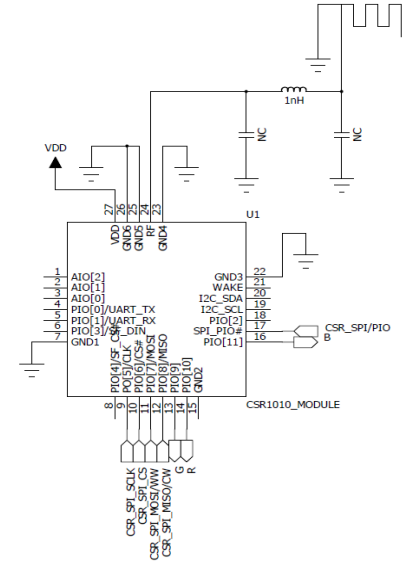 1nH
NC
NC
VDD
27
26
25
24
23
U1
VDD
GND6
GND5
RF
GND4
1 AIO[2]
2 AIO[1]
3 AIO[0]
4 PIO[0]/UART_TX
5 PIO[1]/UART_RX
6 PIO[3]/SF_DIN
7 GND1
GND3 22
WAKE 21
I2C_SDA 20
I2C_SCL 19
PIO[2] 18
SPI_PIO# 17
PIO[11] 16
CSR_SPI/PIO
B
PIO[4]/SF_CS#
PO[5]/CLK
PIO[6]/CS#
PIO[7]/MOSI
PIO[8]/MISO
PIO[9]
PIO[10]
GND2
CSR1010_MODULE
8
9
10
11
12
13
14
15
CSR_SPI_SCLK
CSR_SPI_CS
CSR_SPI_MOSI/WW
CSR_SPI_MISO/CW
G
R